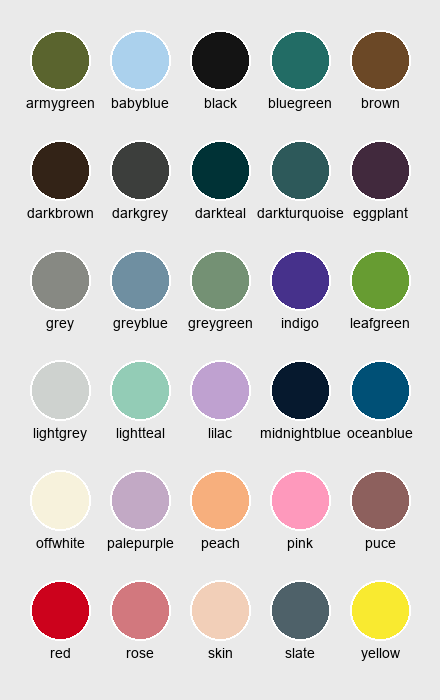 armygreen babyblue black bluegreen brown
darkbrown darkgrey darkteal darkturquoise eggplant
grey greyblue greygreen indigo leafgreen
lightgrey lightteal lilac midnightblue oceanblue
offwhite palepurple peach pink puce
red rose skin slate yellow